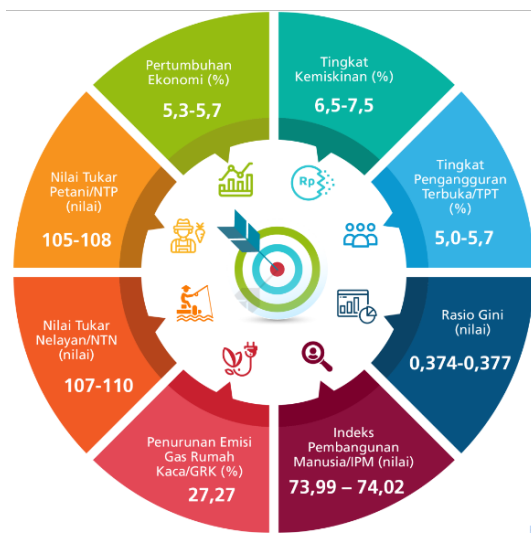 Pertumbuhan
Ekonomi (%)
5,3-5,7
Tingkat
Kemiskinan (%)
6,5-7,5
Nilai Tukar
Petani/NTP
(nilai)
105-108
Rp
Tingkat
Pengangguran
Terbuka/TPT
(%)
5,0-5,7
Nilai Tukar
Nelayan/NTN
(nilai)
107-110
Rasio Gini
(nilai)
0,374-0,377
Penurunan Emisi
Gas Rumah
Kaca/GRK (%)
27,27
Indeks
Pembangunan
Manusia/IPM (nilai)
73,99 – 74,02